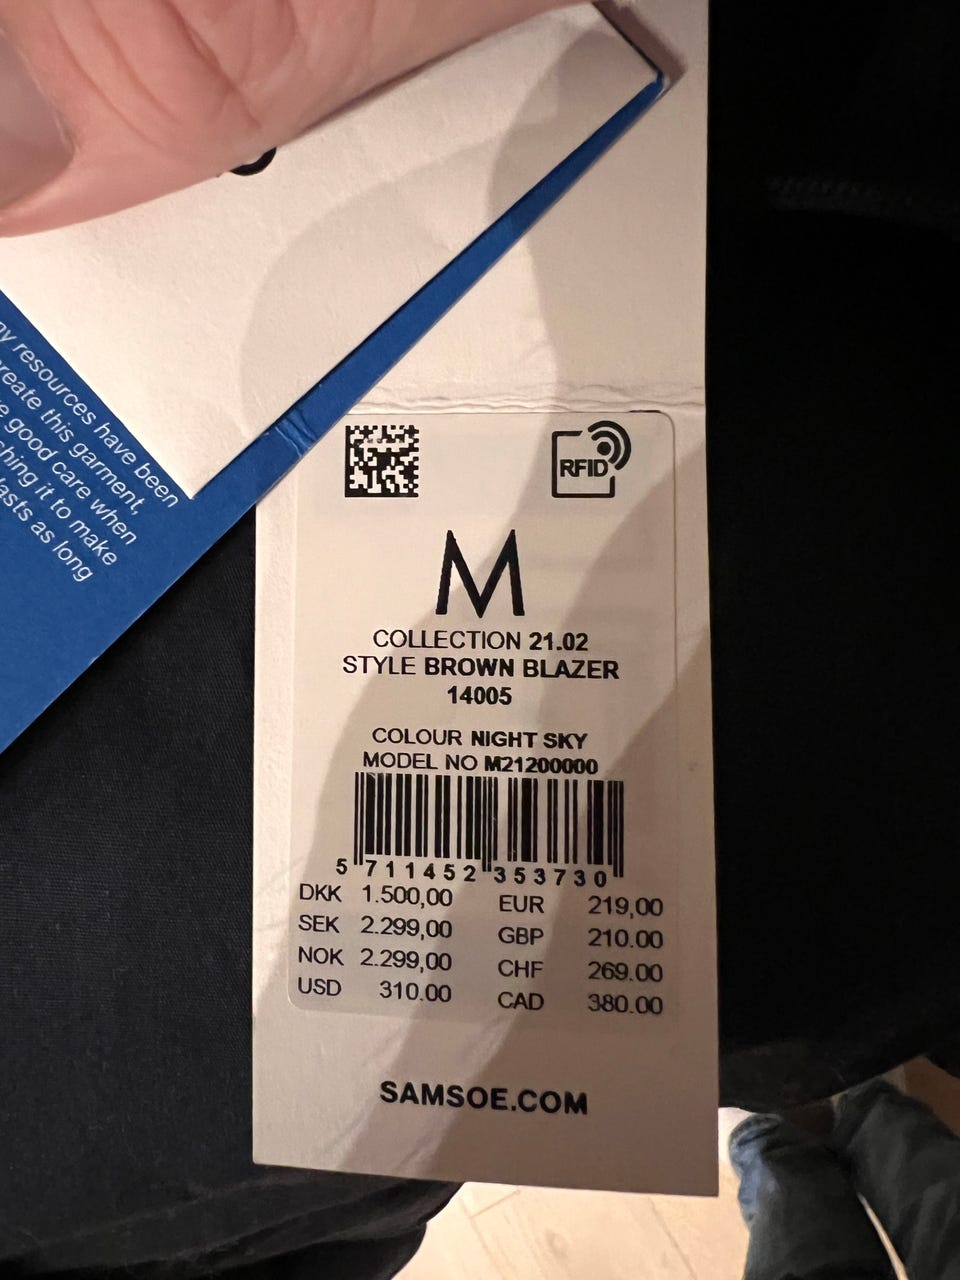 ny resources have been
reate this garment,
e good care when
shing it to make
lasts as long
RFID
M
COLLECTION 21.02
STYLE BROWN BLAZER
14005
COLOUR NIGHT SKY
MODEL NO M21200000
5 711452 353730
DKK 1.500,00 EUR 219,00
SEK 2.299,00 GBP 210.00
NOK 2.299,00 CHF 269.00
USD 310.00 CAD 380.00
SAMSOE.COM